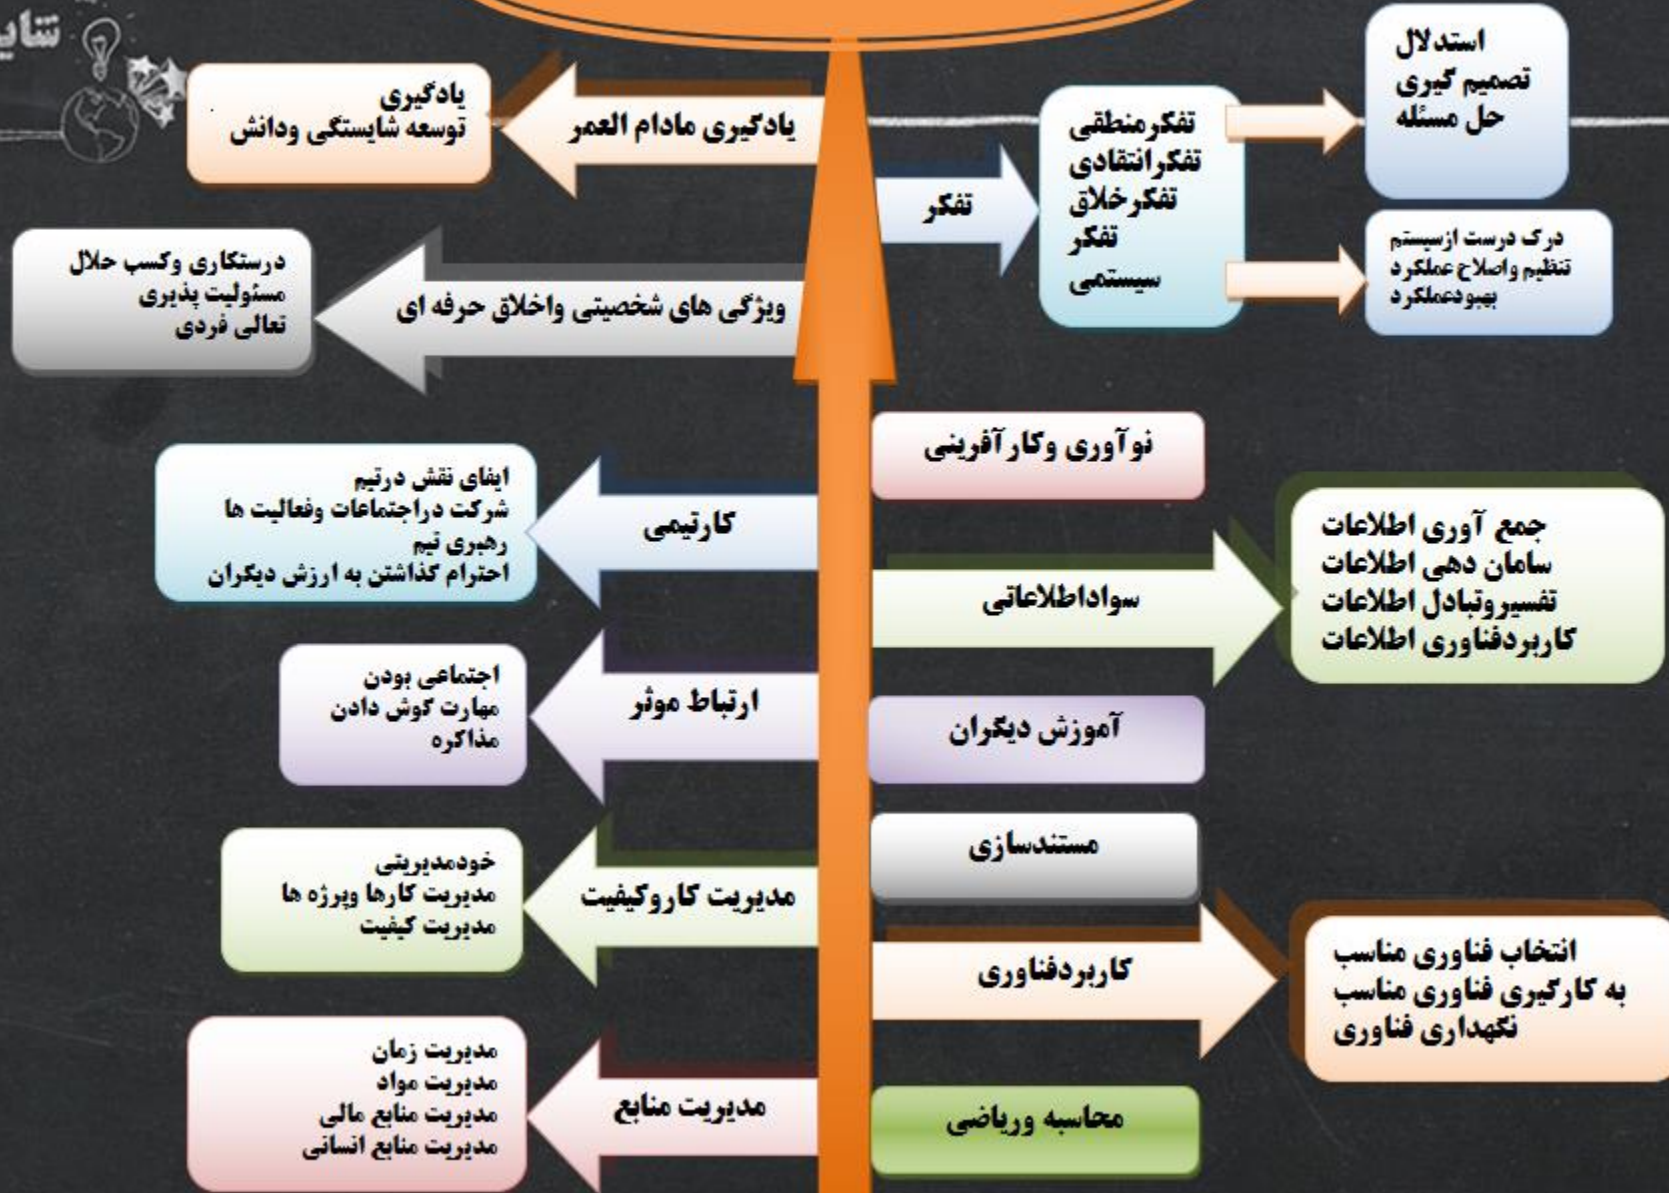 یادگیری مادام العمر
یادگیری
توسعه شایستگی ودانش
تفکر
تفکرمنطقی
تفکرانتقادی
تفکرخلاق
تفکر
سیستمی
استدلال
تصمیم گیری
حل مسئله
درک درست ازسیستم
تنظیم واصلاح عملکرد
بهبودعملکرد
ویژگی های شخصیتی واخلاق حرفه ای
درستکاری وکسب حلال
مسئولیت پذیری
تعالی فردی
نوآوری وکارآفرینی
کارتیمی
ایفای نقش درتیم
شرکت دراجتماعات وفعالیت ها
رهبری تیم
احترام گذاشتن به ارزش دیگران
سواداطلاعاتی
جمع آوری اطلاعات
سامان دهی اطلاعات
تفسیروتبادل اطلاعات
کاربردفناوری اطلاعات
ارتباط موثر
اجتماعی بودن
مهارت گوش دادن
مذاکره
آموزش دیگران
مستندسازی
مدیریت کاروکیفیت
خودمدیریتی
مدیریت کارها وپرژه ها
مدیریت کیفیت
کاربردفناوری
انتخاب فناوری مناسب
به کارگیری فناوری مناسب
نگهداری فناوری
مدیریت منابع
مدیریت زمان
مدیریت مواد
مدیریت منابع مالی
مدیریت منابع انسانی
محاسبه وریاضی